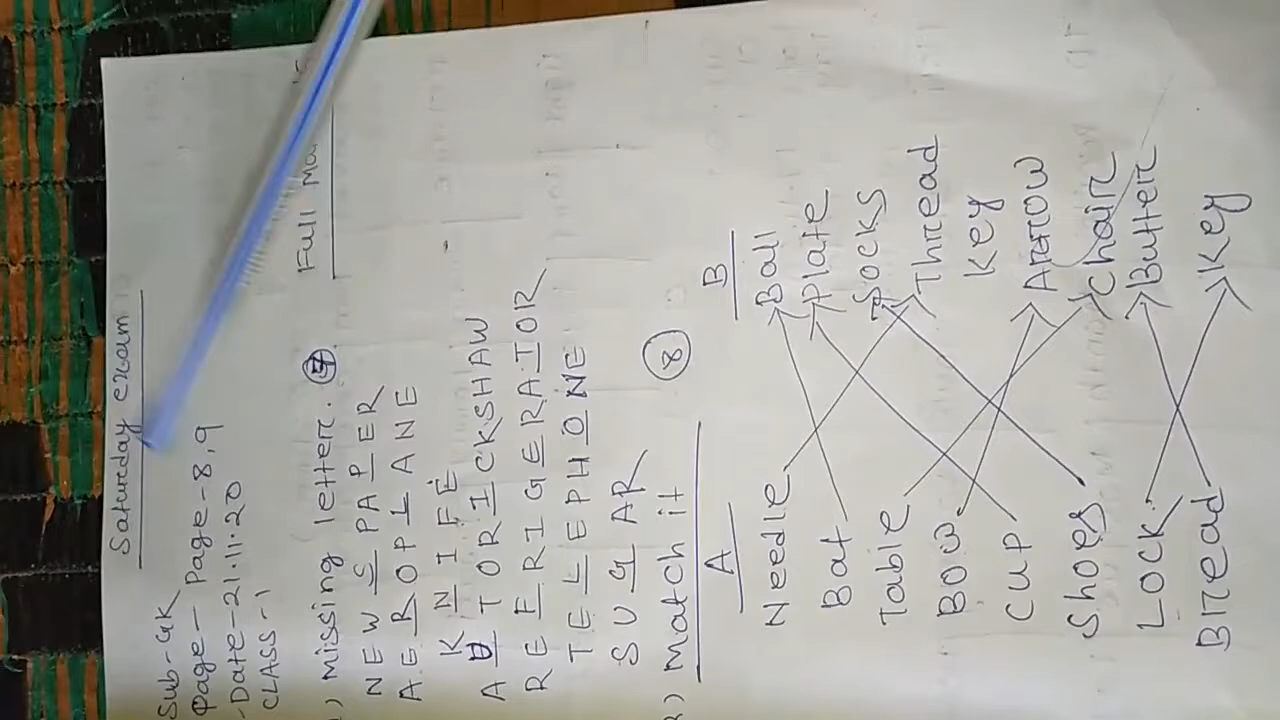 Saturday exam
Sub-GK
Page- Page-8,9
Date-21.11.20
CLASS-1
Full Ma
1) Missing letter. 7
NEWSPAPER
AEROPLANE
KNIFE
AUTORICKSHAW
REFRIGERATOR
TELEPHONE
SUGAR
2) Match it 8
A B
Needle Ball
Bat Plate
Table Socks
Bow Thread
Cup Key
Shoes Arrow
Lock Chair
Bread Butter
Key